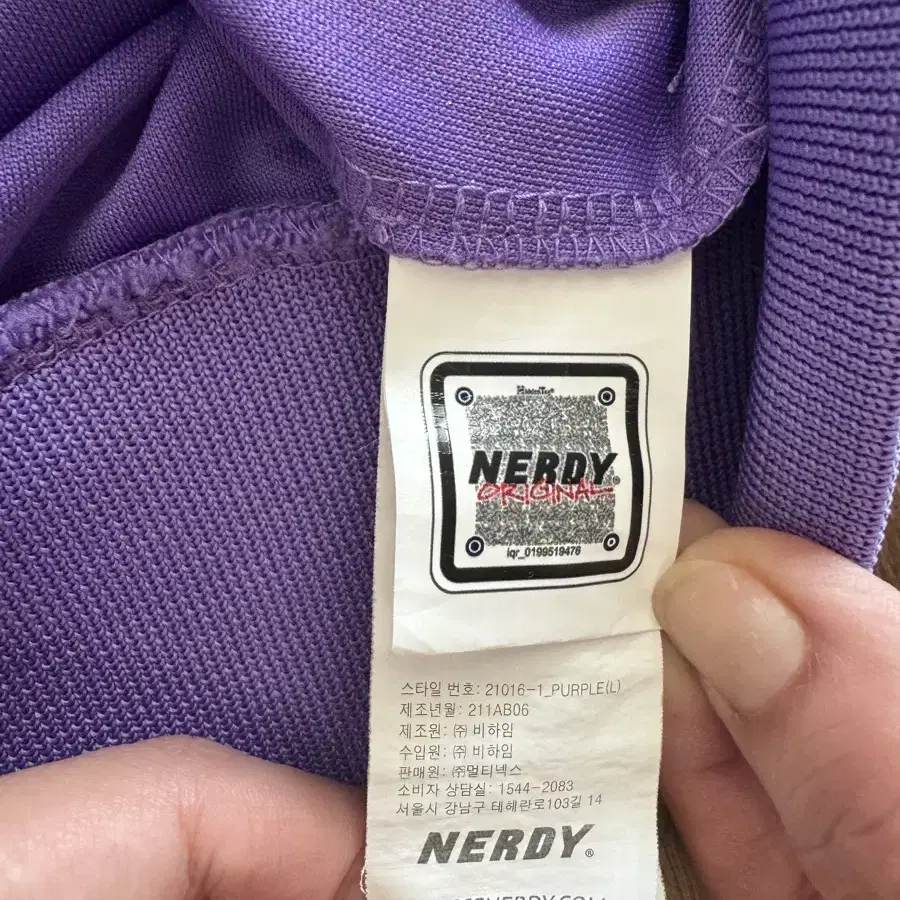 HiddenTag®
NERDY®
ORIGINAL
iqr_0199519476
스타일 번호: 21016-1_PURPLE(L)
제조년월: 211AB06
제조원: ㈜ 비하임
수입원: ㈜ 비하임
판매원: ㈜멀티넥스
소비자 상담실: 1544-2083
서울시 강남구 테헤란로103길 14
NERDY®